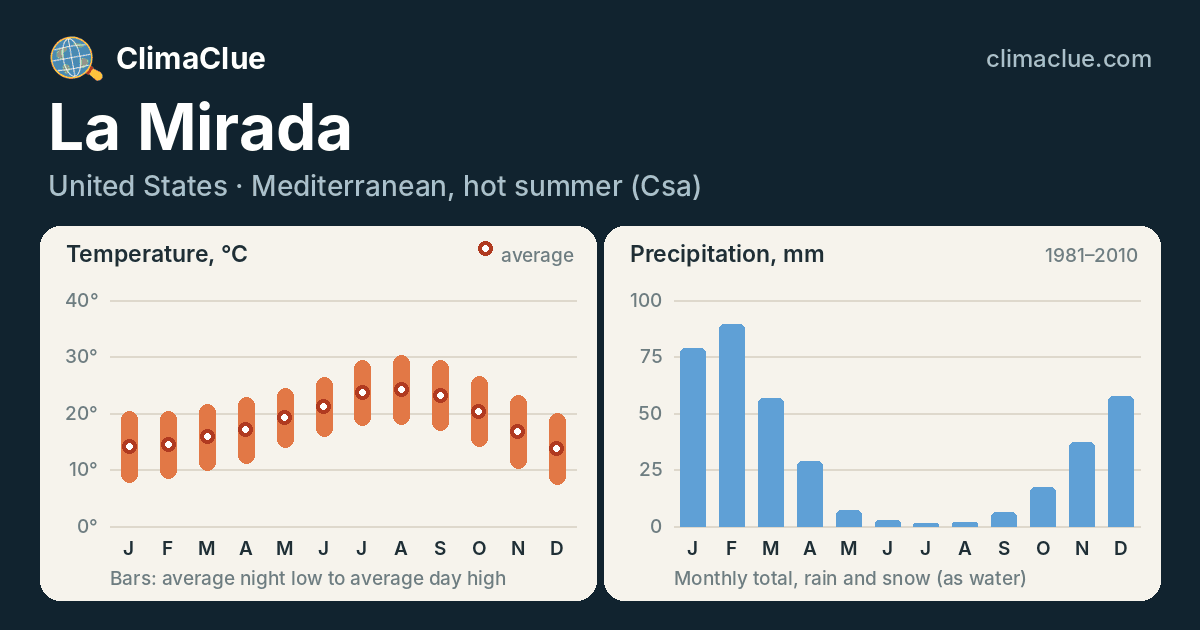 ClimaClue
climaclue.com
La Mirada
United States · Mediterranean, hot summer (Csa)
Temperature, °C
average
40°
30°
20°
10°
0°
J F M A M J J A S O N D
Bars: average night low to average day high
Precipitation, mm
1981–2010
100
75
50
25
0
J F M A M J J A S O N D
Monthly total, rain and snow (as water)